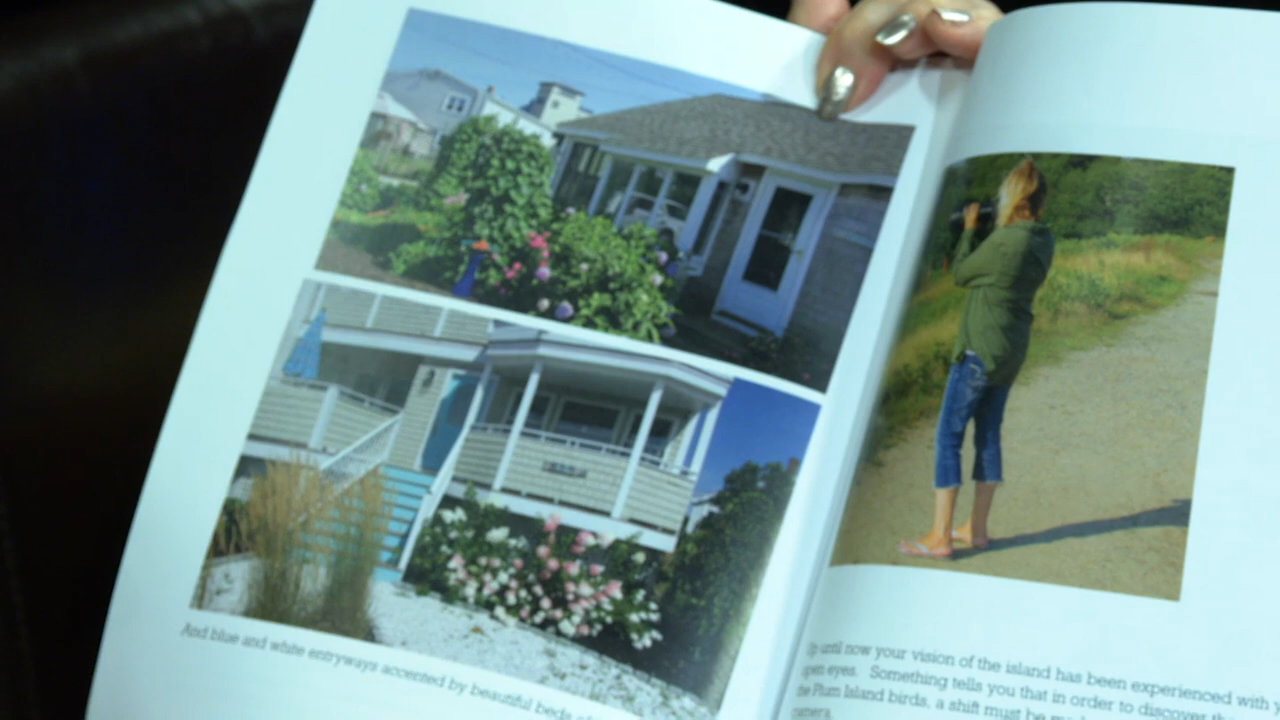 And blue and white entryways accented by beautiful beds
Up until now your vision of the island has been experienced with
open eyes. Something tells you that in order to discover
the Plum Island birds, a shift must be
camera.